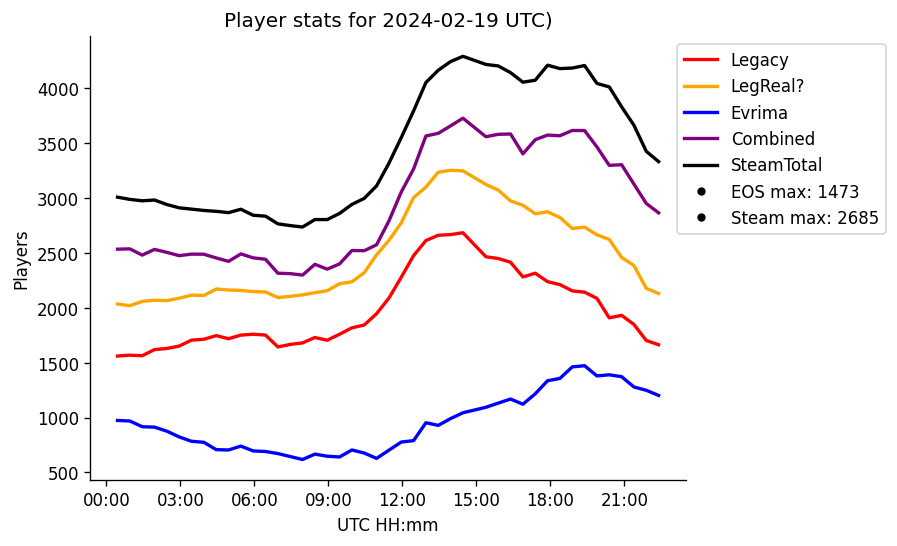 Player stats for 2024-02-19 UTC)
Legacy
LegReal?
Evrima
Combined
SteamTotal
EOS max: 1473
Steam max: 2685
Players
4000
3500
3000
2500
2000
1500
1000
500
00:00 03:00 06:00 09:00 12:00 15:00 18:00 21:00
UTC HH:mm